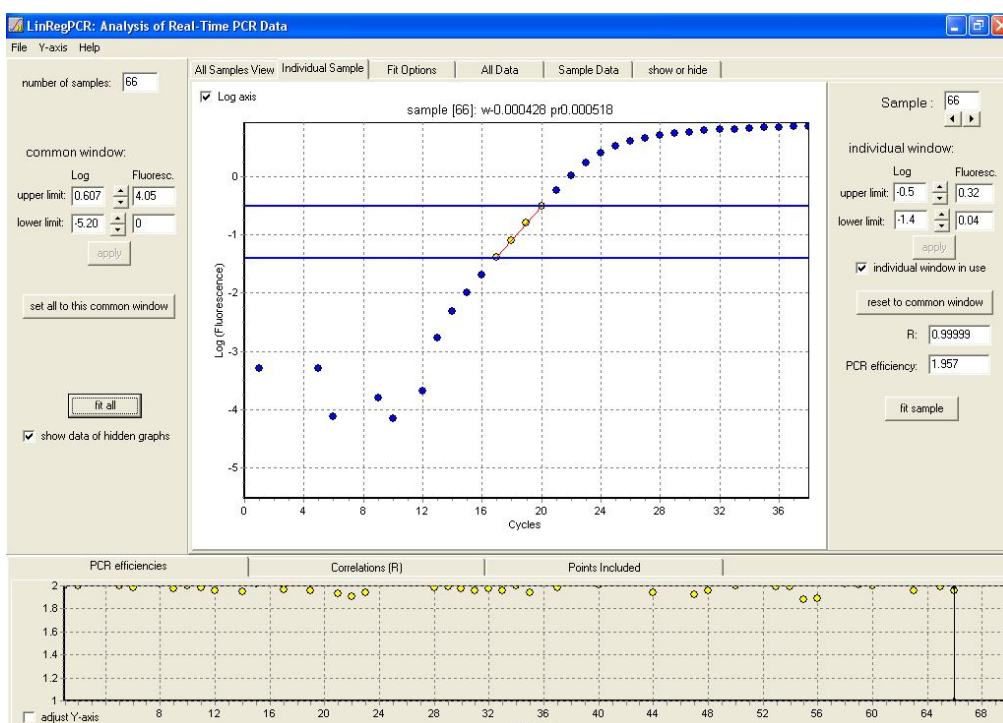 LinRegPCR: Analysis of Real-Time PCR Data
File Y-axis Help
number of samples: 66
common window:
Log Fluoresc.
upper limit: 0.607 4.05
lower limit: -5.20 0
apply
set all to this common window
fit all
show data of hidden graphs
All Samples View Individual Sample Fit Options All Data Sample Data show or hide
Log axis
sample [66]: w-0.000428 pr0.000518
Log (Fluorescence)
0
-1
-2
-3
-4
-5
0 4 8 12 16 20 24 28 32 36
Cycles
Sample : 66
individual window:
Log Fluoresc.
upper limit: -0.5 0.32
lower limit: -1.4 0.04
apply
individual window in use
reset to common window
R: 0.99999
PCR efficiency: 1.957
fit sample
PCR efficiencies Correlations (R) Points Included
2
1.8
1.6
1.4
1.2
1
adjust Y-axis
8 12 16 20 24 28 32 36 40 44 48 52 56 60 64 68